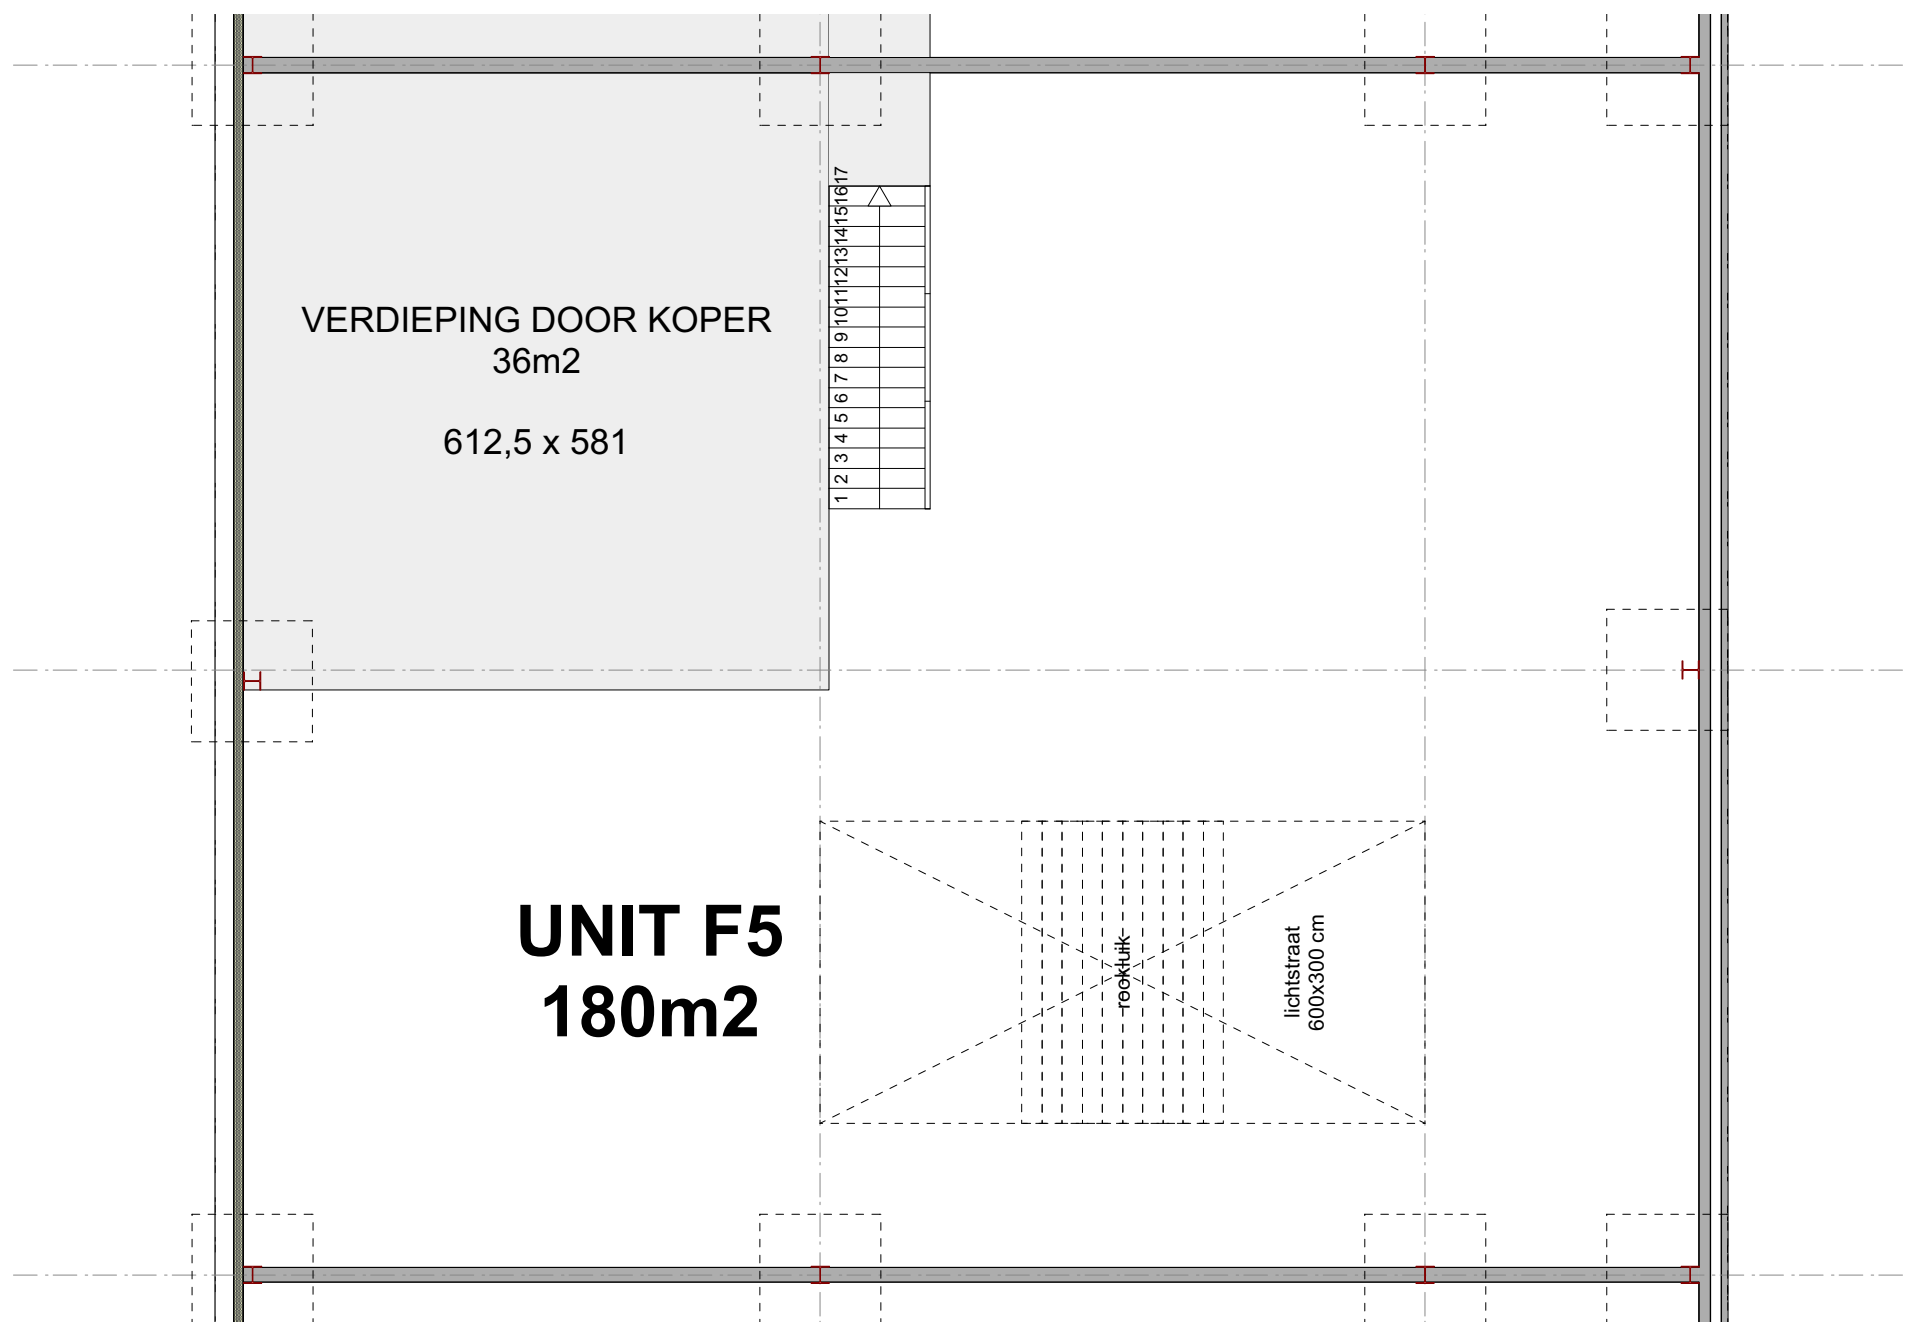 VERDIEPING DOOR KOPER
36m2
612,5 x 581
17
16
15
14
13
12
11
10
9
8
7
6
5
4
3
2
1
UNIT F5
180m2
rookluik
lichtstraat
600x300 cm